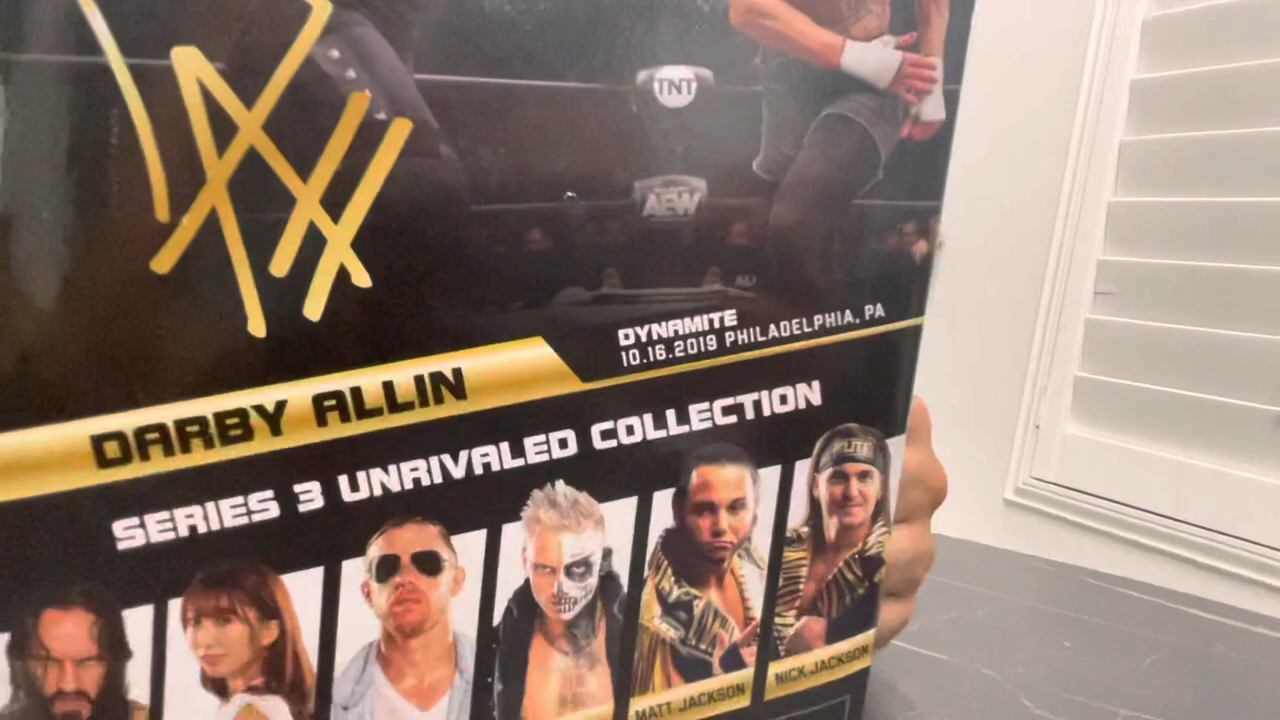 TNT
AEW
DYNAMITE
10.16.2019 PHILADELPHIA, PA
DARBY ALLIN
SERIES 3 UNRIVALED COLLECTION
MATT JACKSON
NICK JACKSON